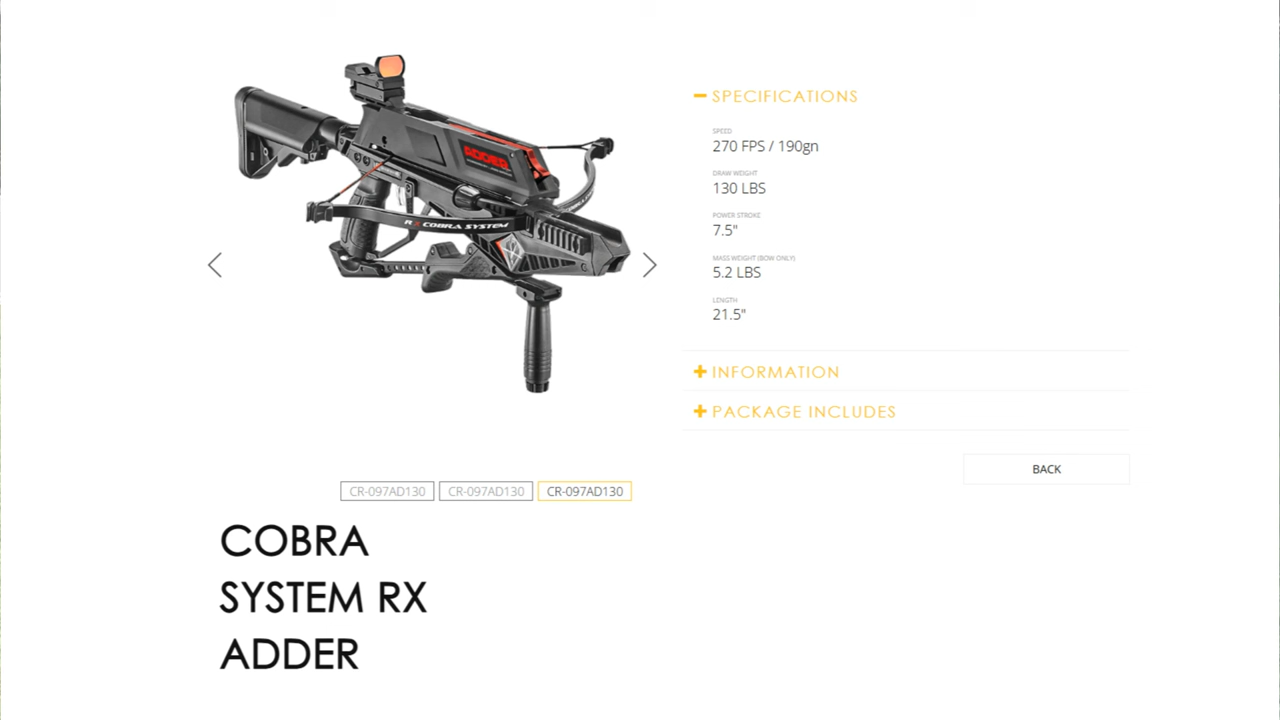 ADDER
RX COBRA SYSTEM
SPECIFICATIONS
SPEED
270 FPS / 190gn
DRAW WEIGHT
130 LBS
POWER STROKE
7.5"
MASS WEIGHT (BOW ONLY)
5.2 LBS
LENGTH
21.5"
INFORMATION
PACKAGE INCLUDES
BACK
CR-097AD130 CR-097AD130 CR-097AD130
COBRA
SYSTEM RX
ADDER